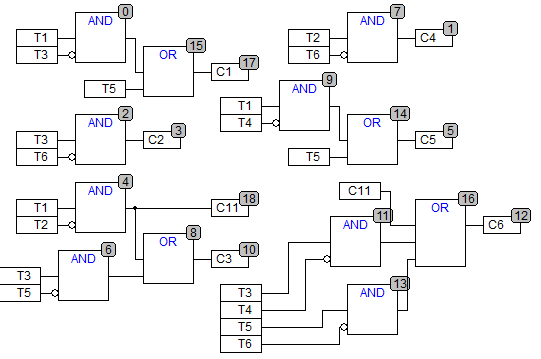 0
AND
T1
T3
15
OR
17
C1
T5
7
AND
T2
T6
1
C4
9
AND
T1
T4
14
OR
5
C5
T5
2
AND
T3
T6
3
C2
4
AND
T1
T2
18
C11
8
OR
10
C3
6
AND
T3
T5
C11
16
OR
12
C6
11
AND
T3
T4
T5
T6
13
AND